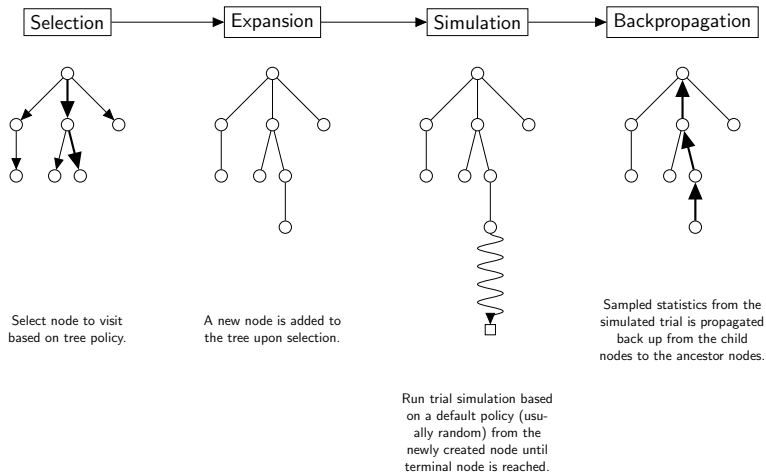 Selection
Expansion
Simulation
Backpropagation
Select node to visit
based on tree policy.
A new node is added to
the tree upon selection.
Run trial simulation based
on a default policy (usu-
ally random) from the
newly created node until
terminal node is reached.
Sampled statistics from the
simulated trial is propagated
back up from the child
nodes to the ancestor nodes.